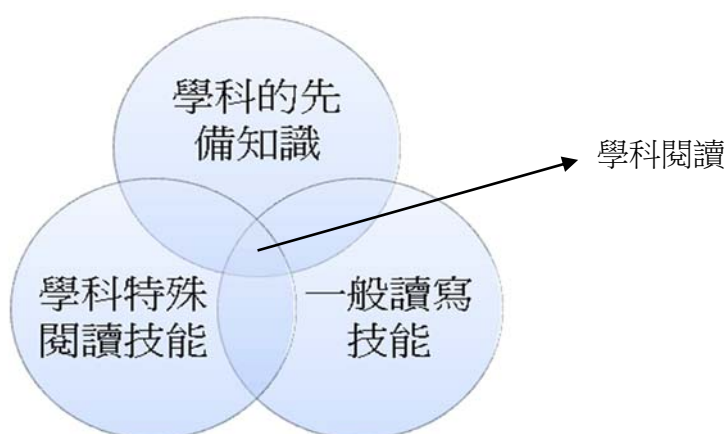 學科的先
備知識
學科閱讀
學科特殊
閱讀技能
一般讀寫
技能